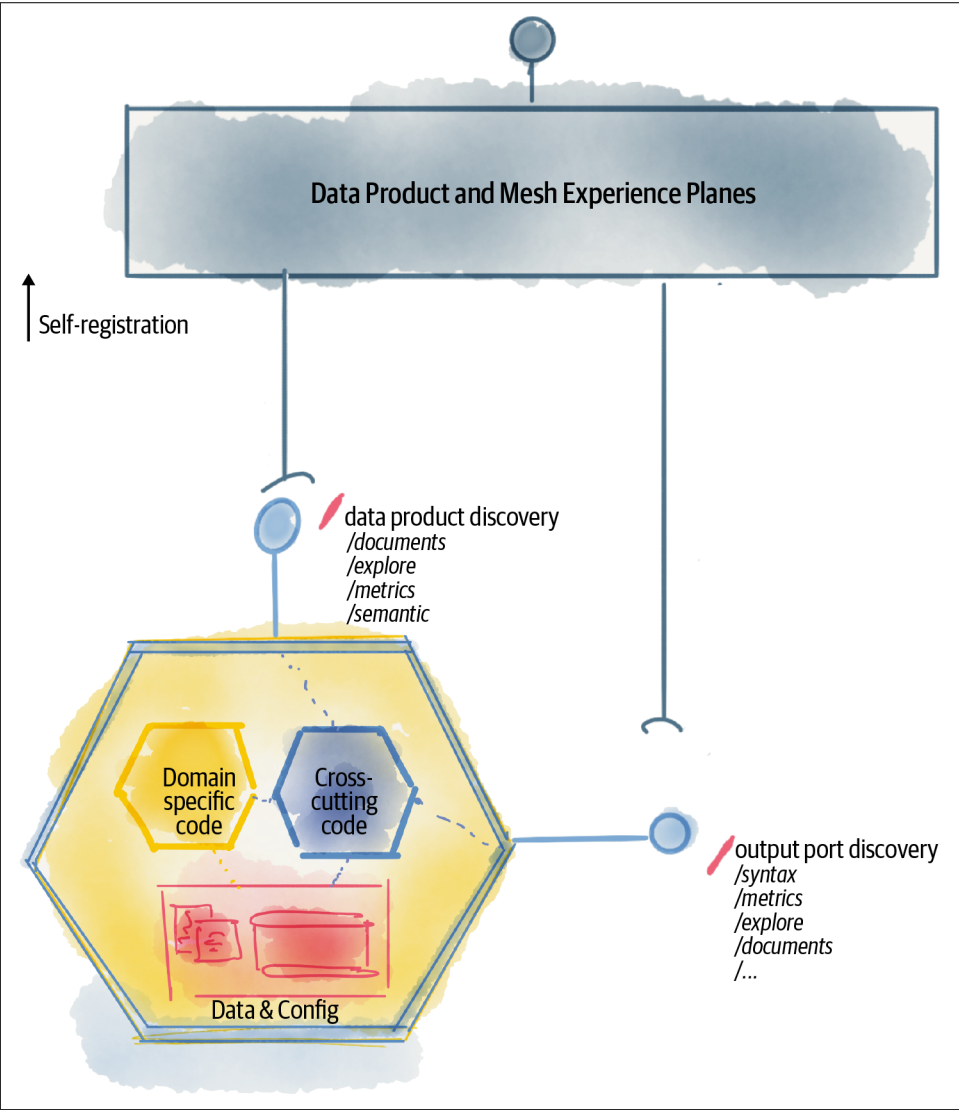 Data Product and Mesh Experience Planes
Self-registration
data product discovery
/documents
/explore
/metrics
/semantic
Domain
specific
code
Cross-
cutting
code
output port discovery
/syntax
/metrics
/explore
/documents
/...
Data & Config